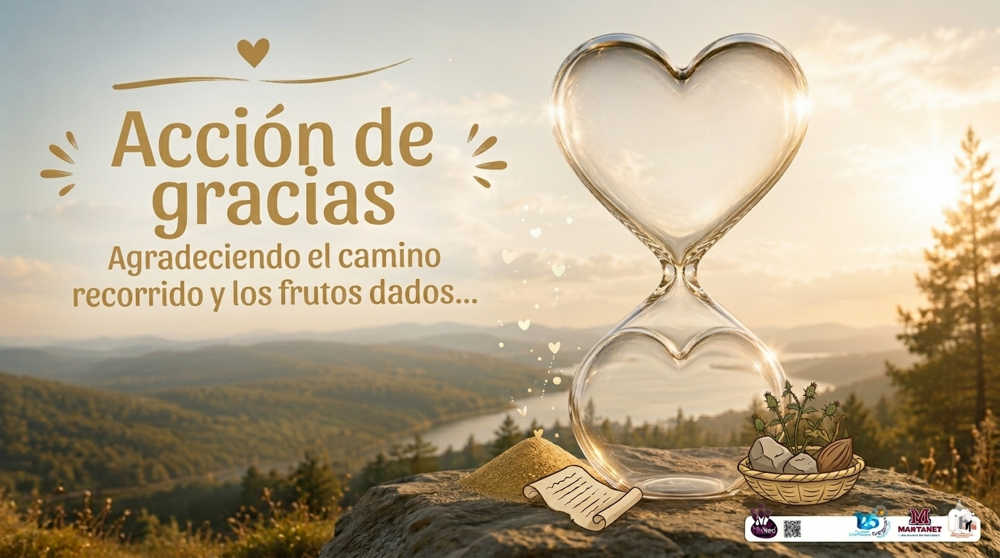 Acción de
gracias
Agradeciendo el camino
recorrido y los frutos dados...
MARTANET